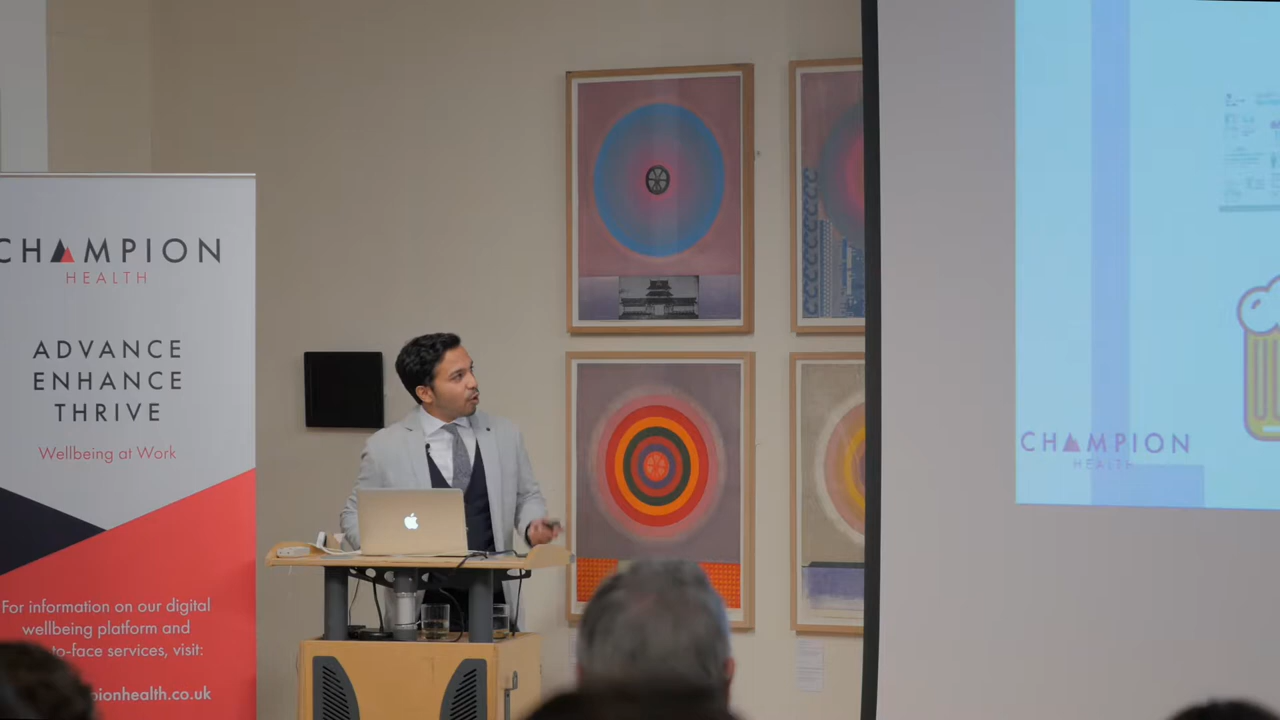 CHAMPION
HEALTH
ADVANCE
ENHANCE
THRIVE
Wellbeing at Work
For information on our digital
wellbeing platform and
to-face services, visit:
pionhealth.co.uk
CHAMPION
HEALTH